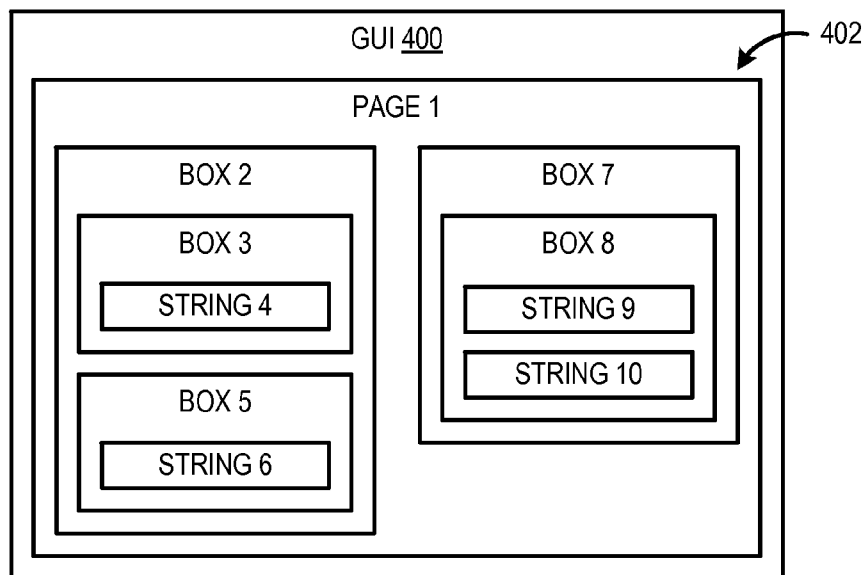 GUI 400
402
PAGE 1
BOX 2
BOX 3
STRING 4
BOX 5
STRING 6
BOX 7
BOX 8
STRING 9
STRING 10